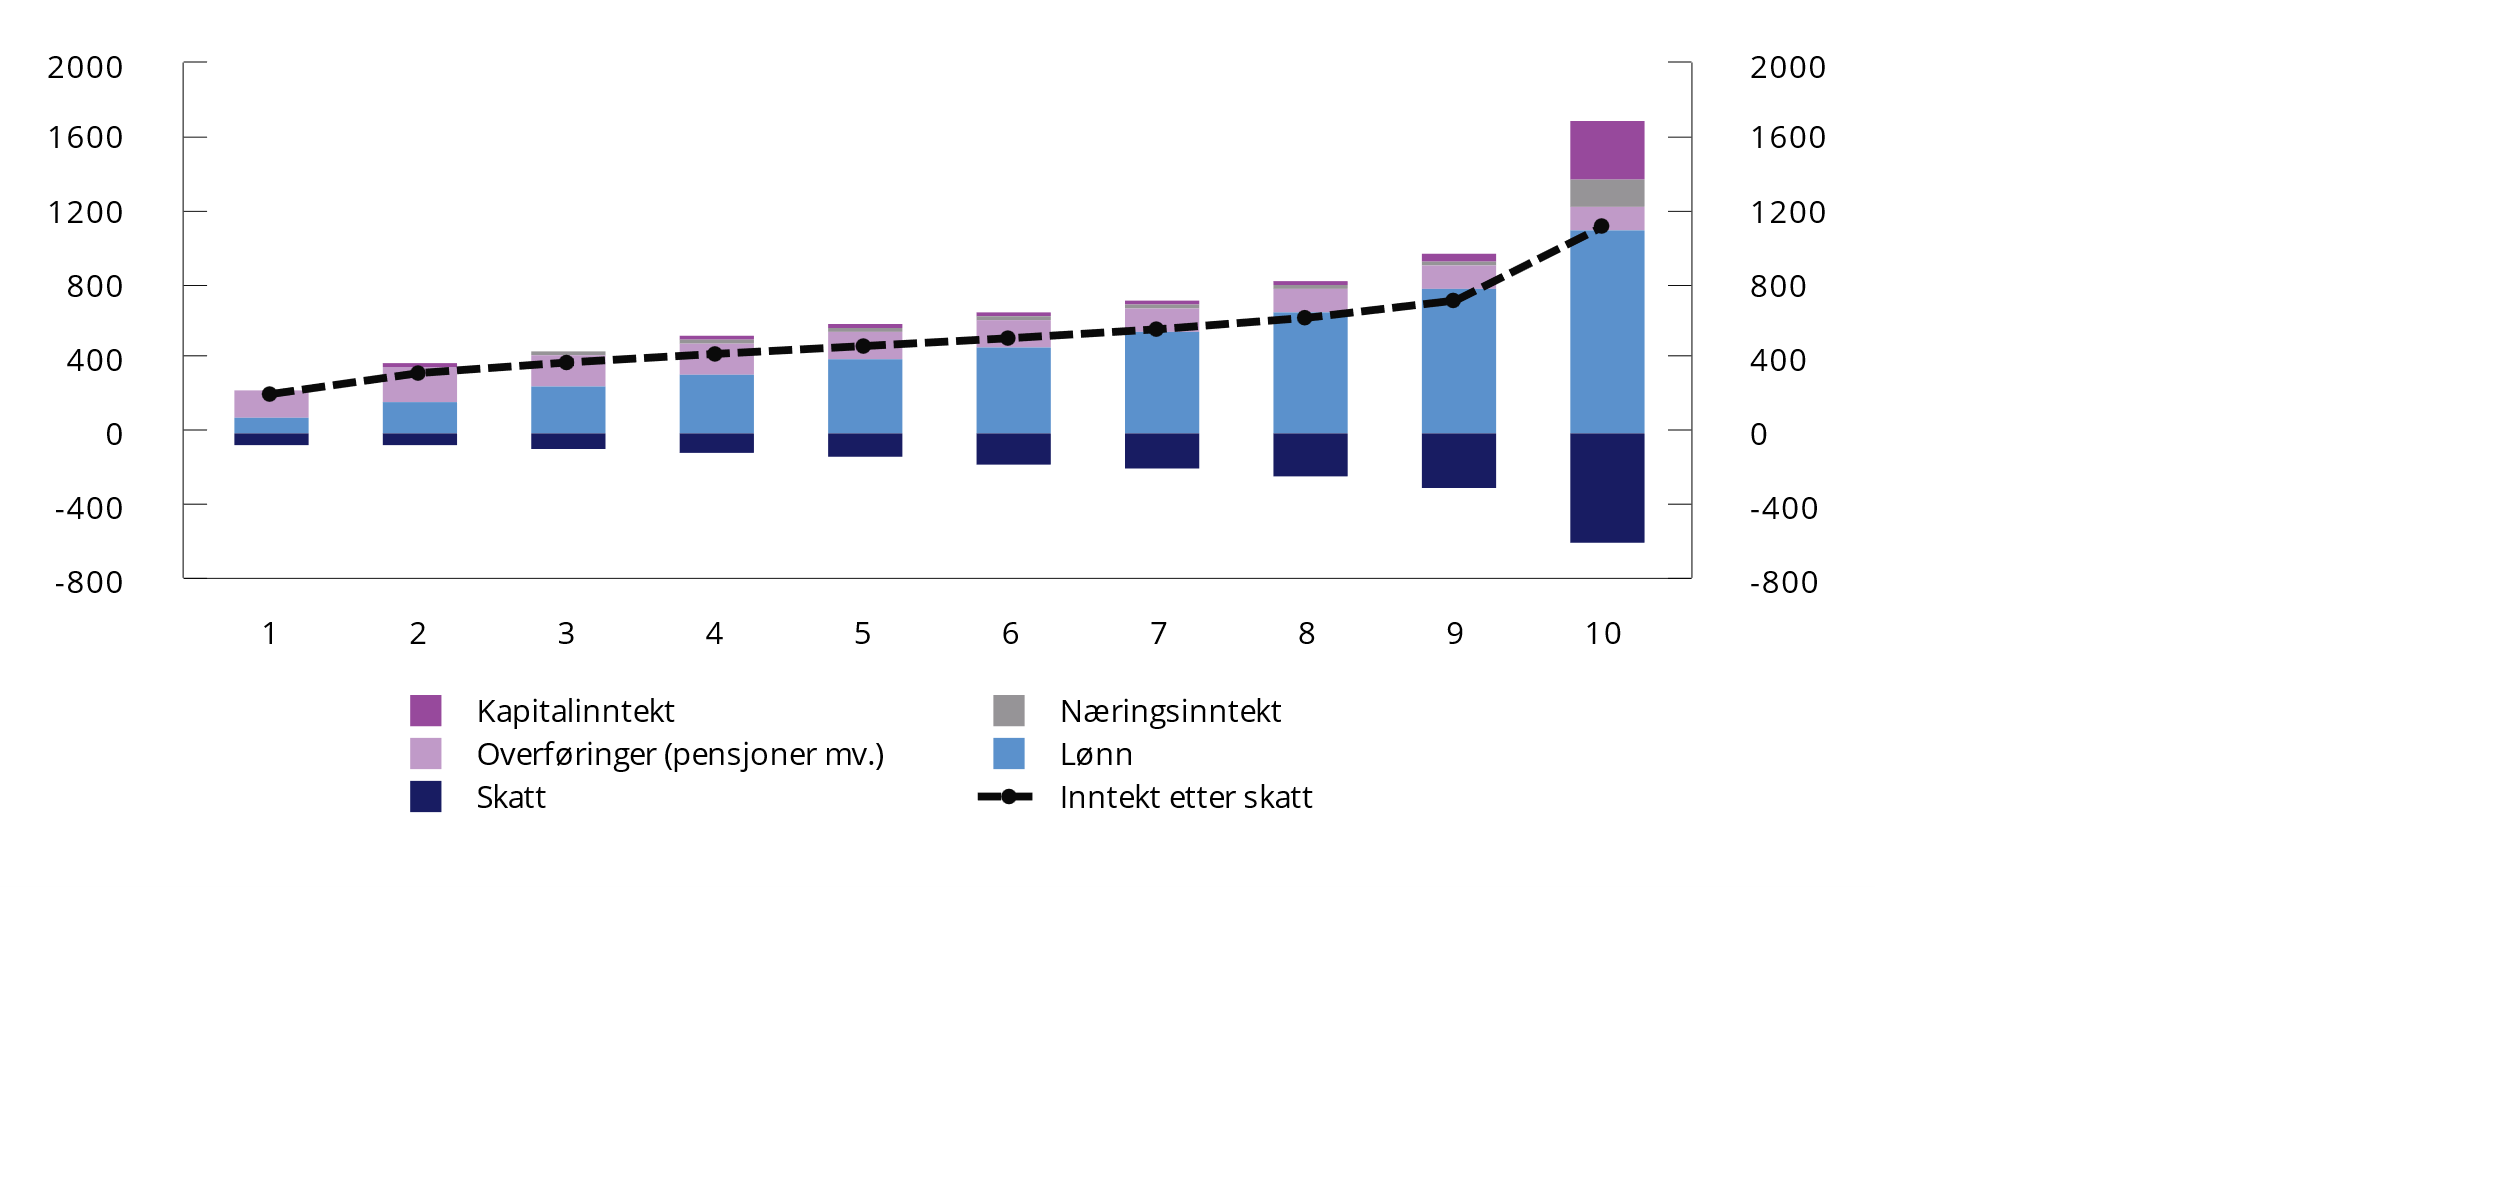 2000 2000
1600 1600
1200 1200
800 800
400 400
0 0
-400 -400
-800 -800
1 2 3 4 5 6 7 8 9 10
Kapitalinntekt Næringsinntekt
Overføringer (pensjoner mv.) Lønn
Skatt Inntekt etter skatt